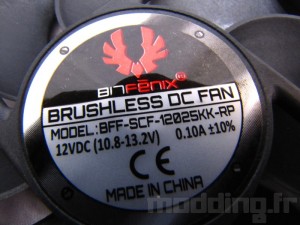 BITFENIX®
BRUSHLESS DC FAN
MODEL: BFF-SCF-12025KK-RP
12VDC (10.8-13.2V) 0.10A ±10%
CE
MADE IN CHINA
modding.fr